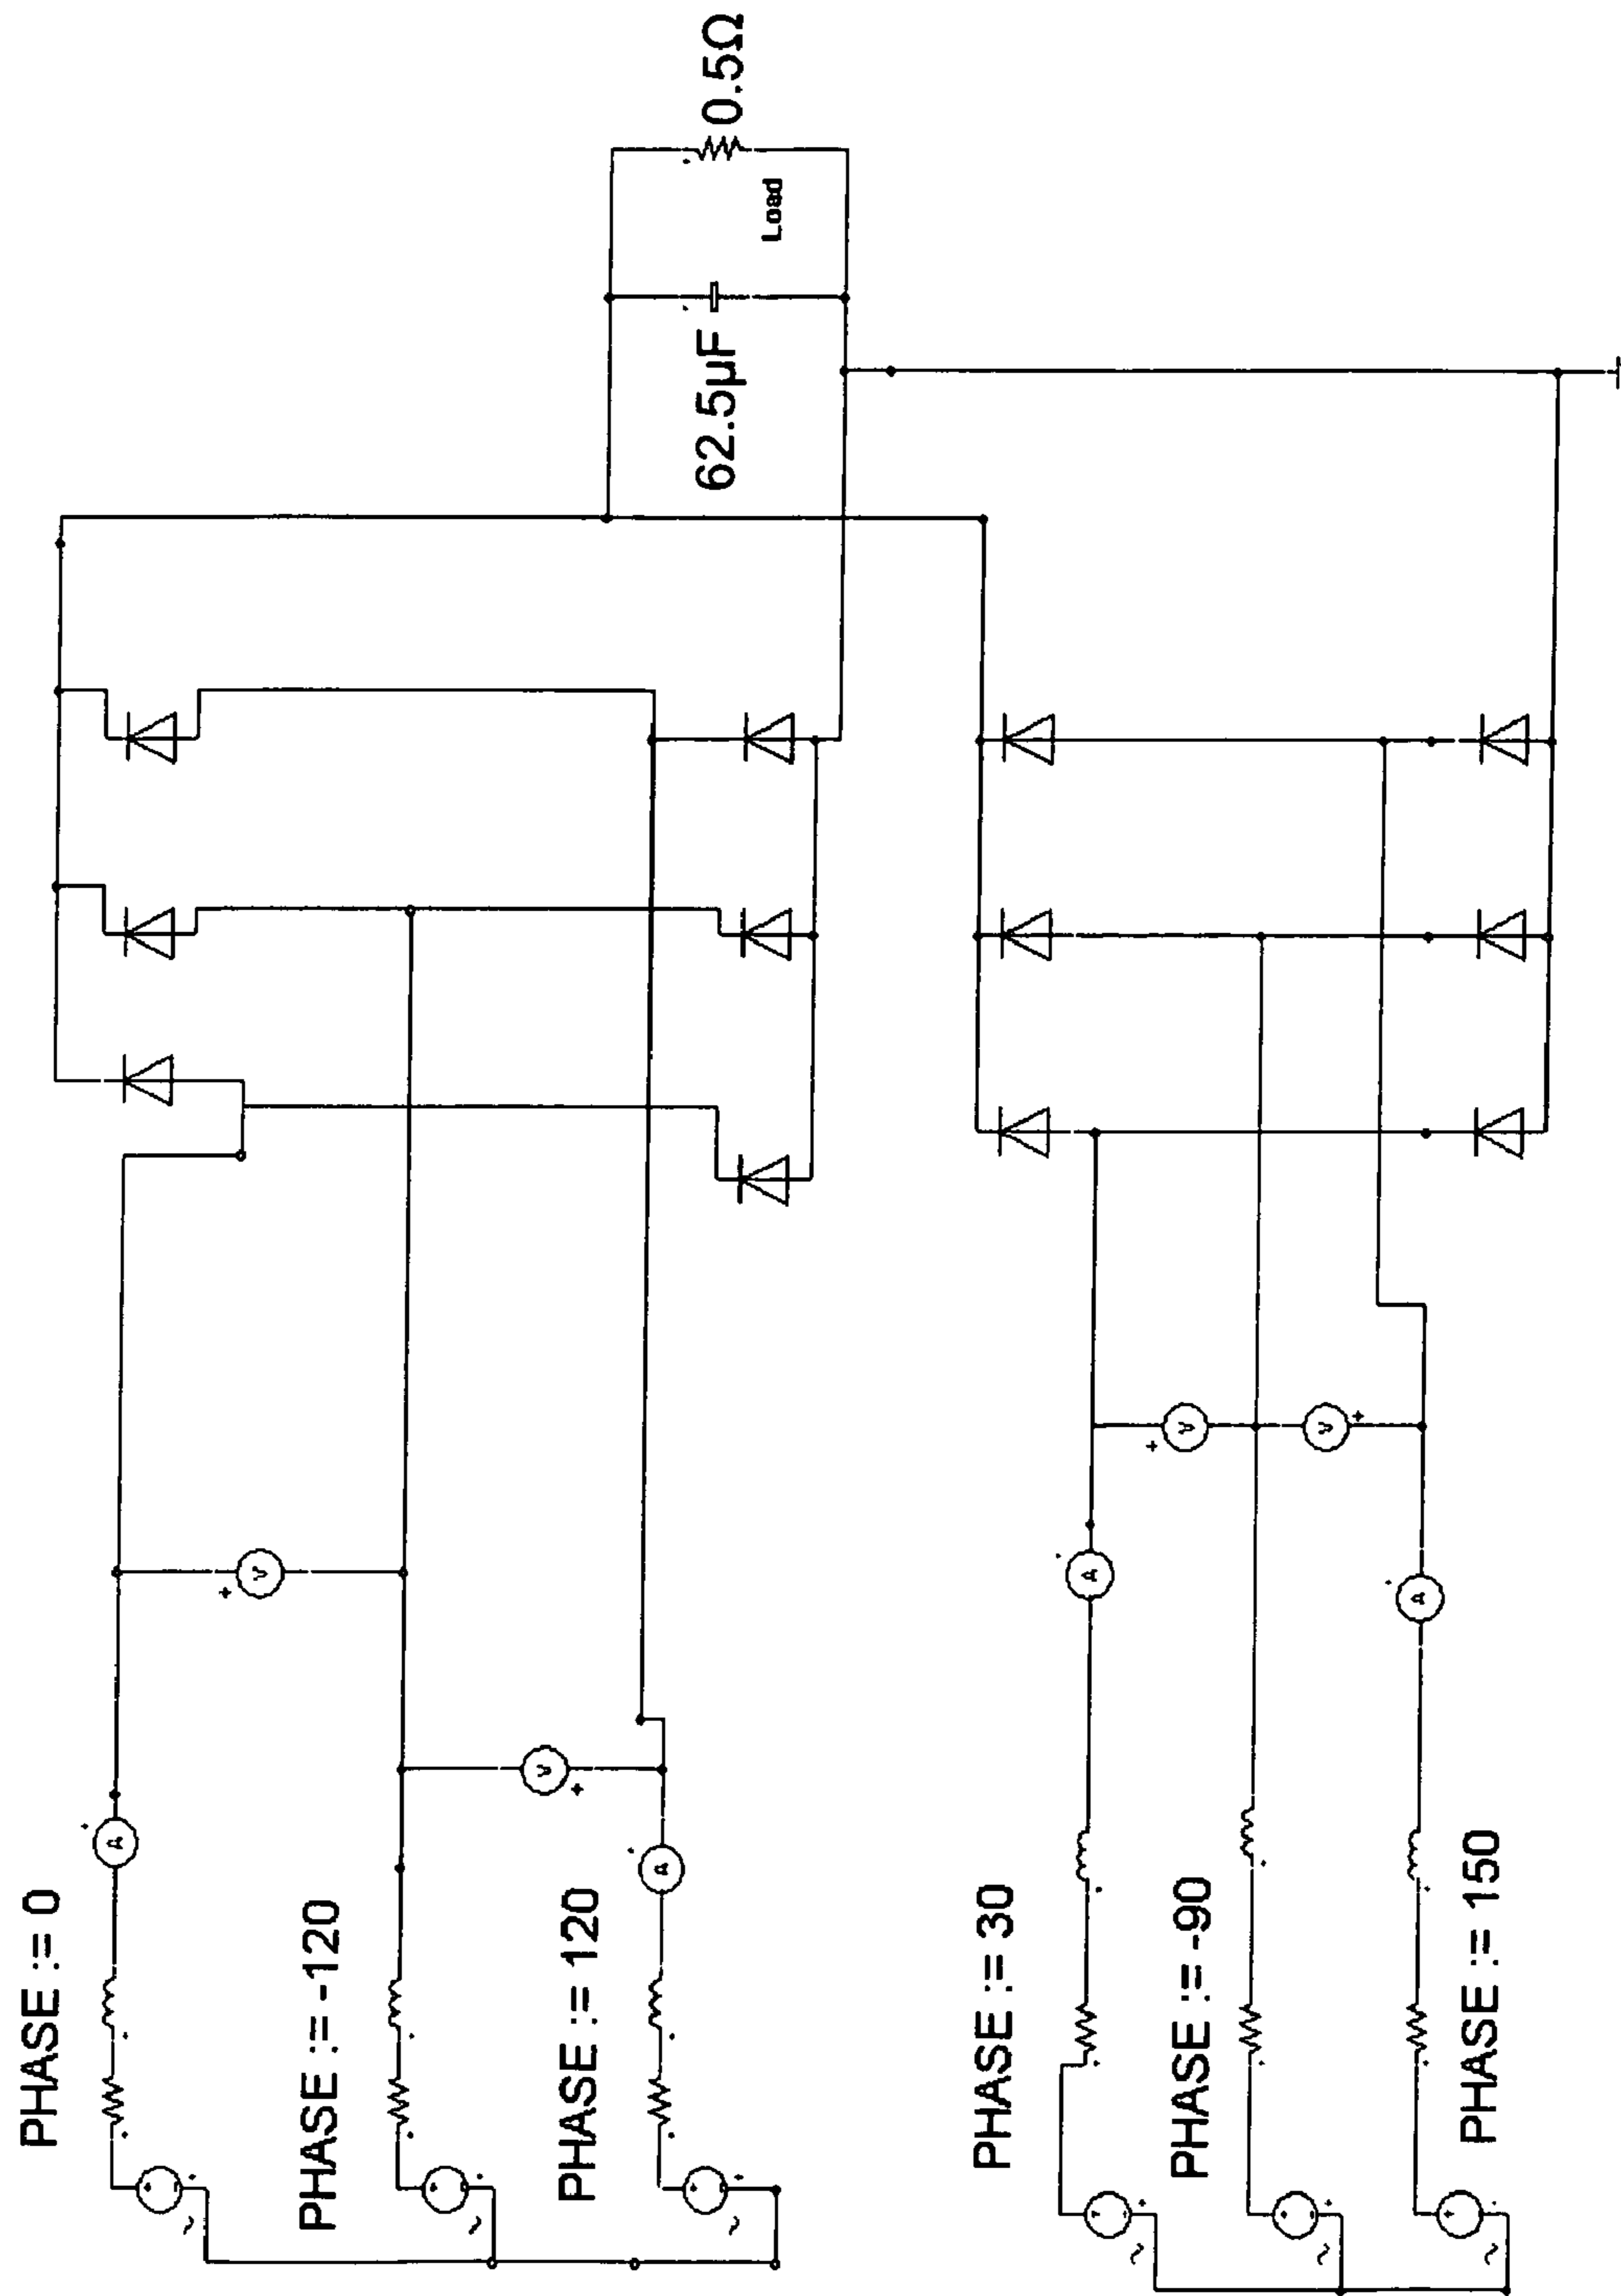 PHASE := 0
PHASE := -120
PHASE := 120
PHASE := 30
PHASE := -90
PHASE := 150
62.5µF
0.5Ω
Load
A
A
V
V
A
A
V
V